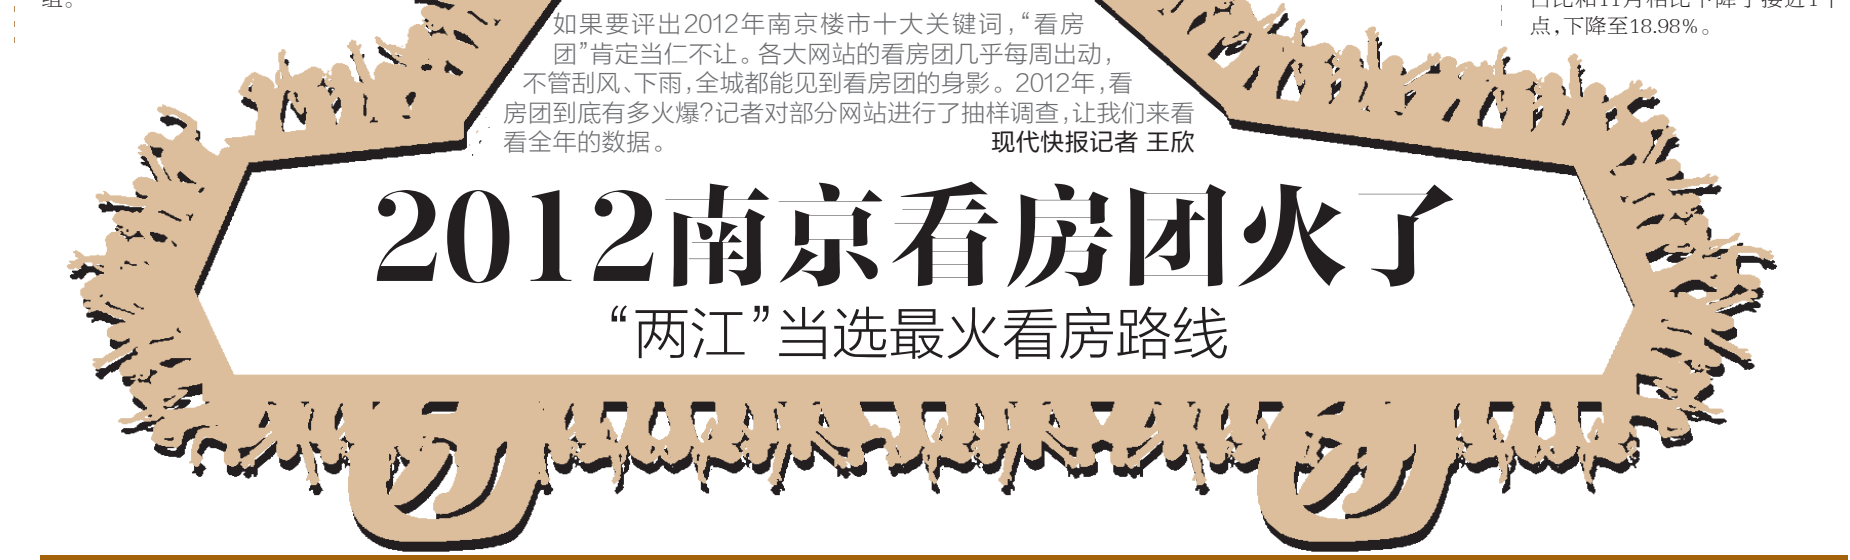 组。
如果要评出2012年南京楼市十大关键词，“看房
团”肯定当仁不让。各大网站的看房团几乎每周出动，
不管刮风、下雨，全城都能见到看房团的身影。2012年，看
房团到底有多火爆？记者对部分网站进行了抽样调查，让我们来看
看全年的数据。
现代快报记者 王欣
2012南京看房团火了
“两江”当选最火看房路线
点，下降至18.98%。